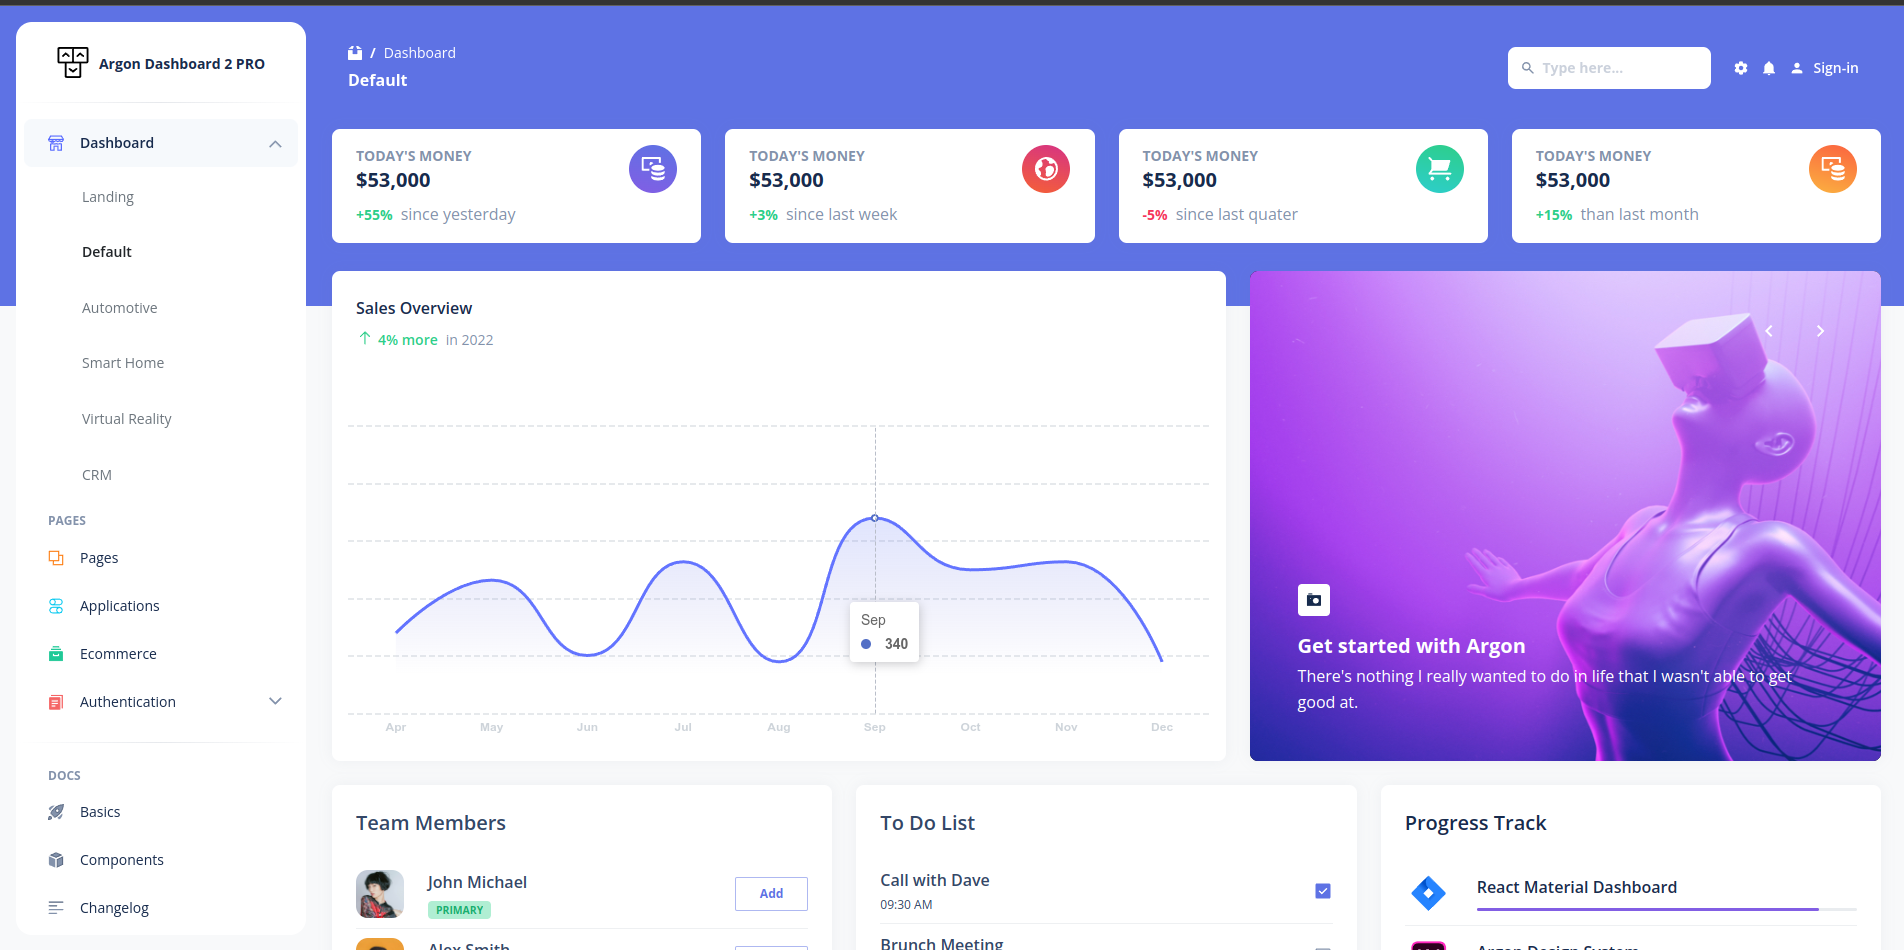 Argon Dashboard 2 PRO
Dashboard
Landing
Default
Automotive
Smart Home
Virtual Reality
CRM
PAGES
Pages
Applications
Ecommerce
Authentication
DOCS
Basics
Components
Changelog
/ Dashboard
Default
Type here...
Sign-in
TODAY'S MONEY
$53,000
+55% since yesterday
TODAY'S MONEY
$53,000
+3% since last week
TODAY'S MONEY
$53,000
-5% since last quater
TODAY'S MONEY
$53,000
+15% than last month
Sales Overview
4% more in 2022
Sep
340
Apr May Jun Jul Aug Sep Oct Nov Dec
Get started with Argon
There's nothing I really wanted to do in life that I wasn't able to get
good at.
Team Members
John Michael
PRIMARY
Add
Alex Smith
To Do List
Call with Dave
09:30 AM
Brunch Meeting
Progress Track
React Material Dashboard
Argon Design System